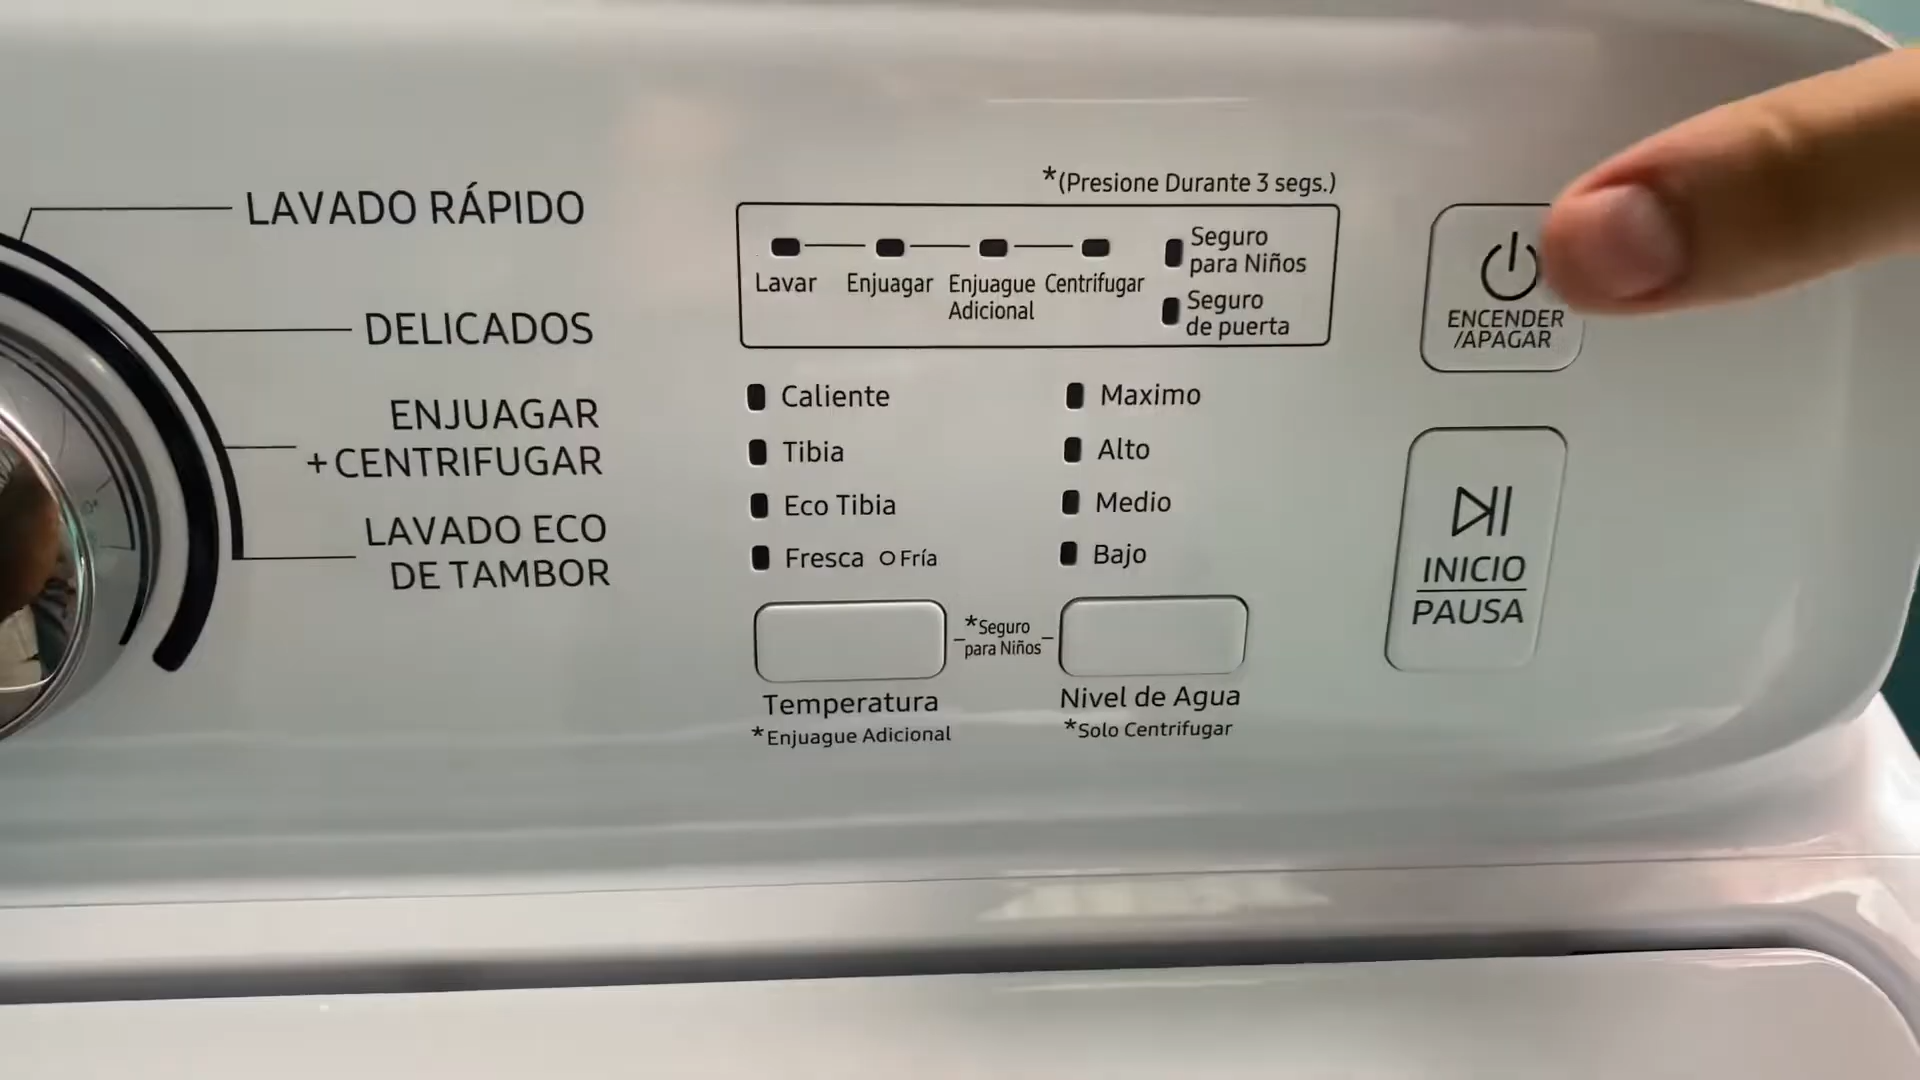 LAVADO RÁPIDO
DELICADOS
ENJUAGAR
+CENTRIFUGAR
LAVADO ECO
DE TAMBOR
*(Presione Durante 3 segs.)
Lavar
Enjuagar
Enjuague
Adicional
Centrifugar
Seguro
para Niños
Seguro
de puerta
Caliente
Tibia
Eco Tibia
Fresca O Fría
Maximo
Alto
Medio
Bajo
*Seguro
para Niños
Temperatura
*Enjuague Adicional
Nivel de Agua
*Solo Centrifugar
ENCENDER
/APAGAR
INICIO
PAUSA